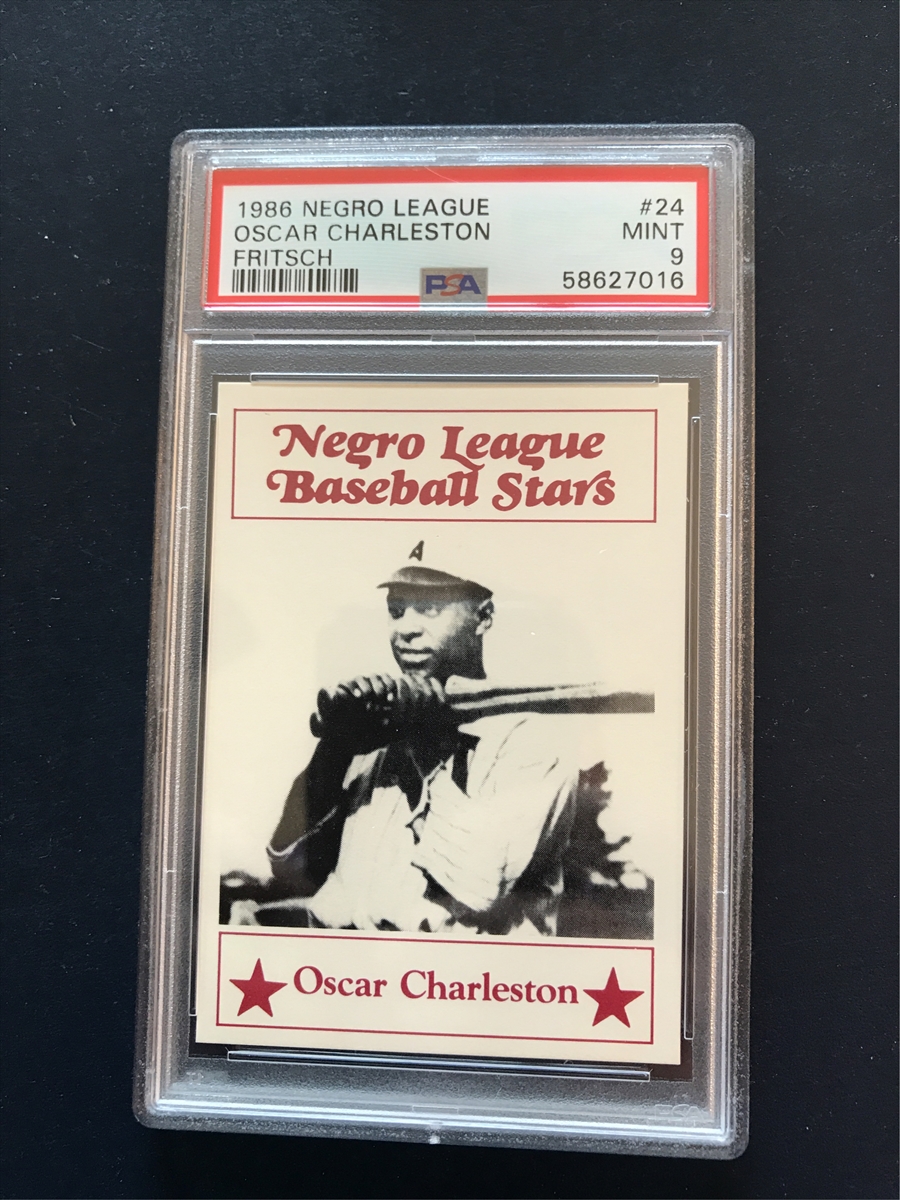 1986 NEGRO LEAGUE #24
OSCAR CHARLESTON MINT
FRITSCH 9
PSA 58627016
Negro League
Baseball Stars
A
Oscar Charleston